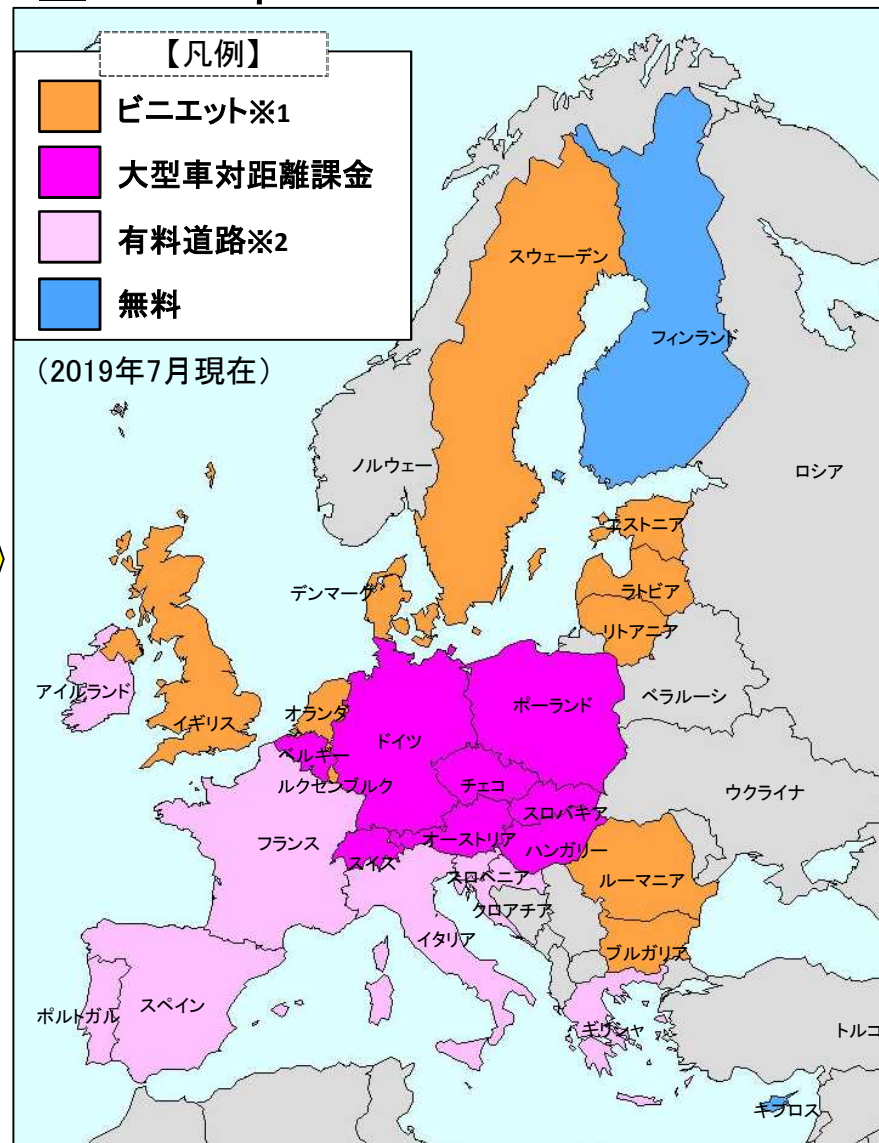 【凡例】
ビニエット※1
大型車対距離課金
有料道路※2
無料
(2019年7月現在)
スウェーデン
フィンランド
ノルウェー
ロシア
エストニア
デンマーク
ラトビア
リトアニア
アイルランド
イギリス
オランダ
ポーランド
ベラルーシ
ドイツ
ベルギー
ルクセンブルク
チェコ
ウクライナ
スロバキア
フランス
オーストリア
ハンガリー
スイス
スロベニア
ルーマニア
クロアチア
イタリア
ブルガリア
ポルトガル
スペイン
ギリシャ
トルコ
キプロス